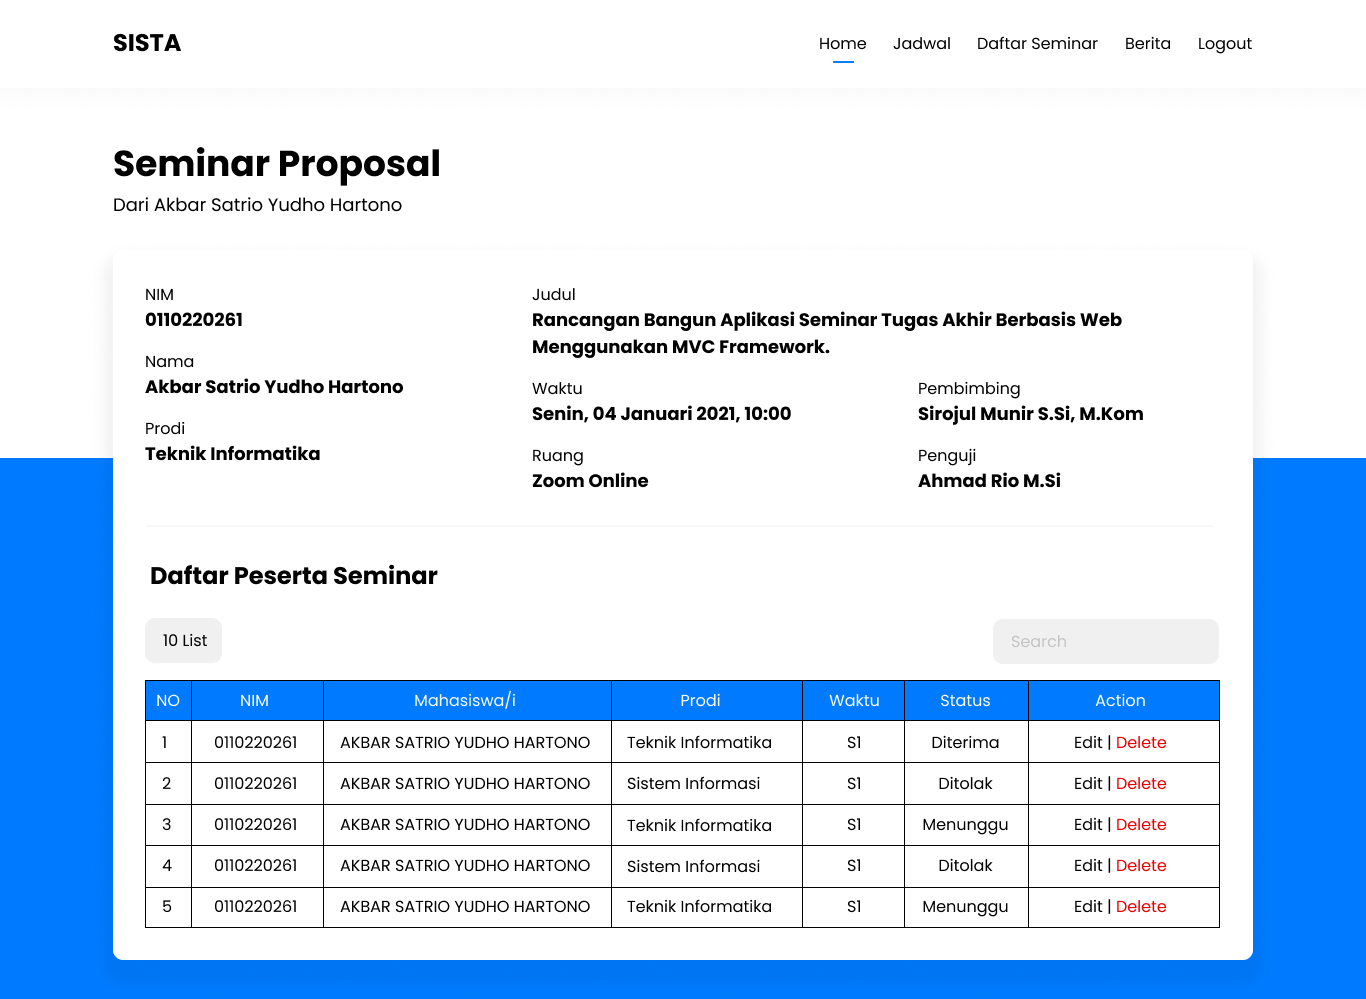 SISTA
Home Jadwal Daftar Seminar Berita Logout
Seminar Proposal
Dari Akbar Satrio Yudho Hartono
NIM
0110220261
Nama
Akbar Satrio Yudho Hartono
Prodi
Teknik Informatika
Judul
Rancangan Bangun Aplikasi Seminar Tugas Akhir Berbasis Web
Menggunakan MVC Framework.
Waktu
Senin, 04 Januari 2021, 10:00
Ruang
Zoom Online
Pembimbing
Sirojul Munir S.Si, M.Kom
Penguji
Ahmad Rio M.Si
Daftar Peserta Seminar
10 List
Search
NO NIM Mahasiswa/i Prodi Waktu Status Action
1 0110220261 AKBAR SATRIO YUDHO HARTONO Teknik Informatika S1 Diterima Edit | Delete
2 0110220261 AKBAR SATRIO YUDHO HARTONO Sistem Informasi S1 Ditolak Edit | Delete
3 0110220261 AKBAR SATRIO YUDHO HARTONO Teknik Informatika S1 Menunggu Edit | Delete
4 0110220261 AKBAR SATRIO YUDHO HARTONO Sistem Informasi S1 Ditolak Edit | Delete
5 0110220261 AKBAR SATRIO YUDHO HARTONO Teknik Informatika S1 Menunggu Edit | Delete